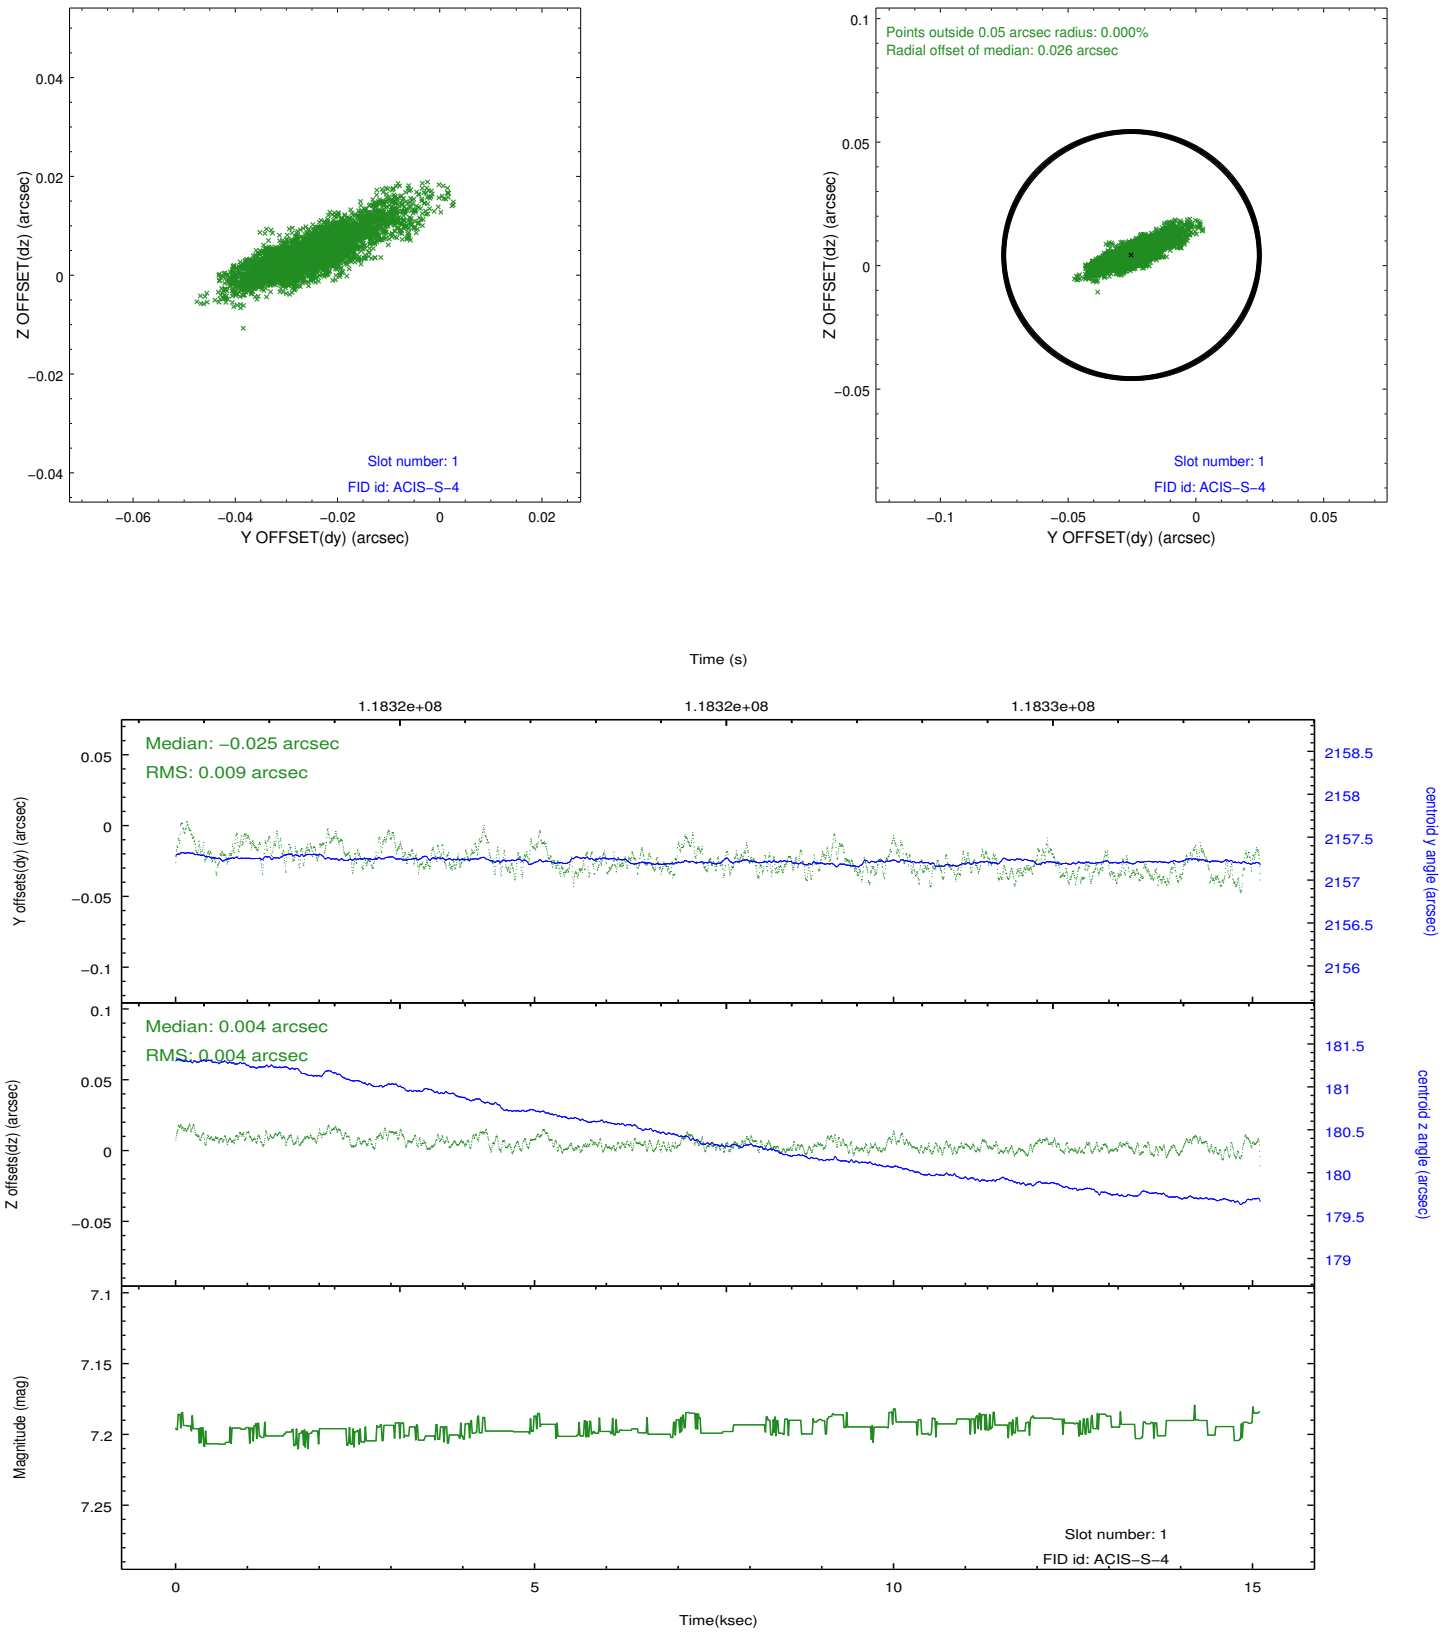 0.04
0.02
0
−0.02
−0.04
Z OFFSET(dz) (arcsec)
Slot number: 1
FID id: ACIS−S−4
−0.06
−0.04
−0.02
0
0.02
Y OFFSET(dy) (arcsec)
0.1
0.05
0
−0.05
Z OFFSET(dz) (arcsec)
Points outside 0.05 arcsec radius: 0.000%
Radial offset of median: 0.026 arcsec
Slot number: 1
FID id: ACIS−S−4
−0.1
−0.05
0
0.05
Y OFFSET(dy) (arcsec)
Time (s)
1.1832e+08
1.1832e+08
1.1833e+08
Median: −0.025 arcsec
RMS: 0.009 arcsec
0.05
0
−0.05
−0.1
Y offsets(dy) (arcsec)
2158.5
2158
2157.5
2157
2156.5
2156
centroid y angle (arcsec)
Median: 0.004 arcsec
RMS: 0.004 arcsec
0.1
0.05
0
−0.05
Z offsets(dz) (arcsec)
181.5
181
180.5
180
179.5
179
centroid z angle (arcsec)
7.1
7.15
7.2
7.25
Magnitude (mag)
Slot number: 1
FID id: ACIS−S−4
0
5
10
15
Time(ksec)